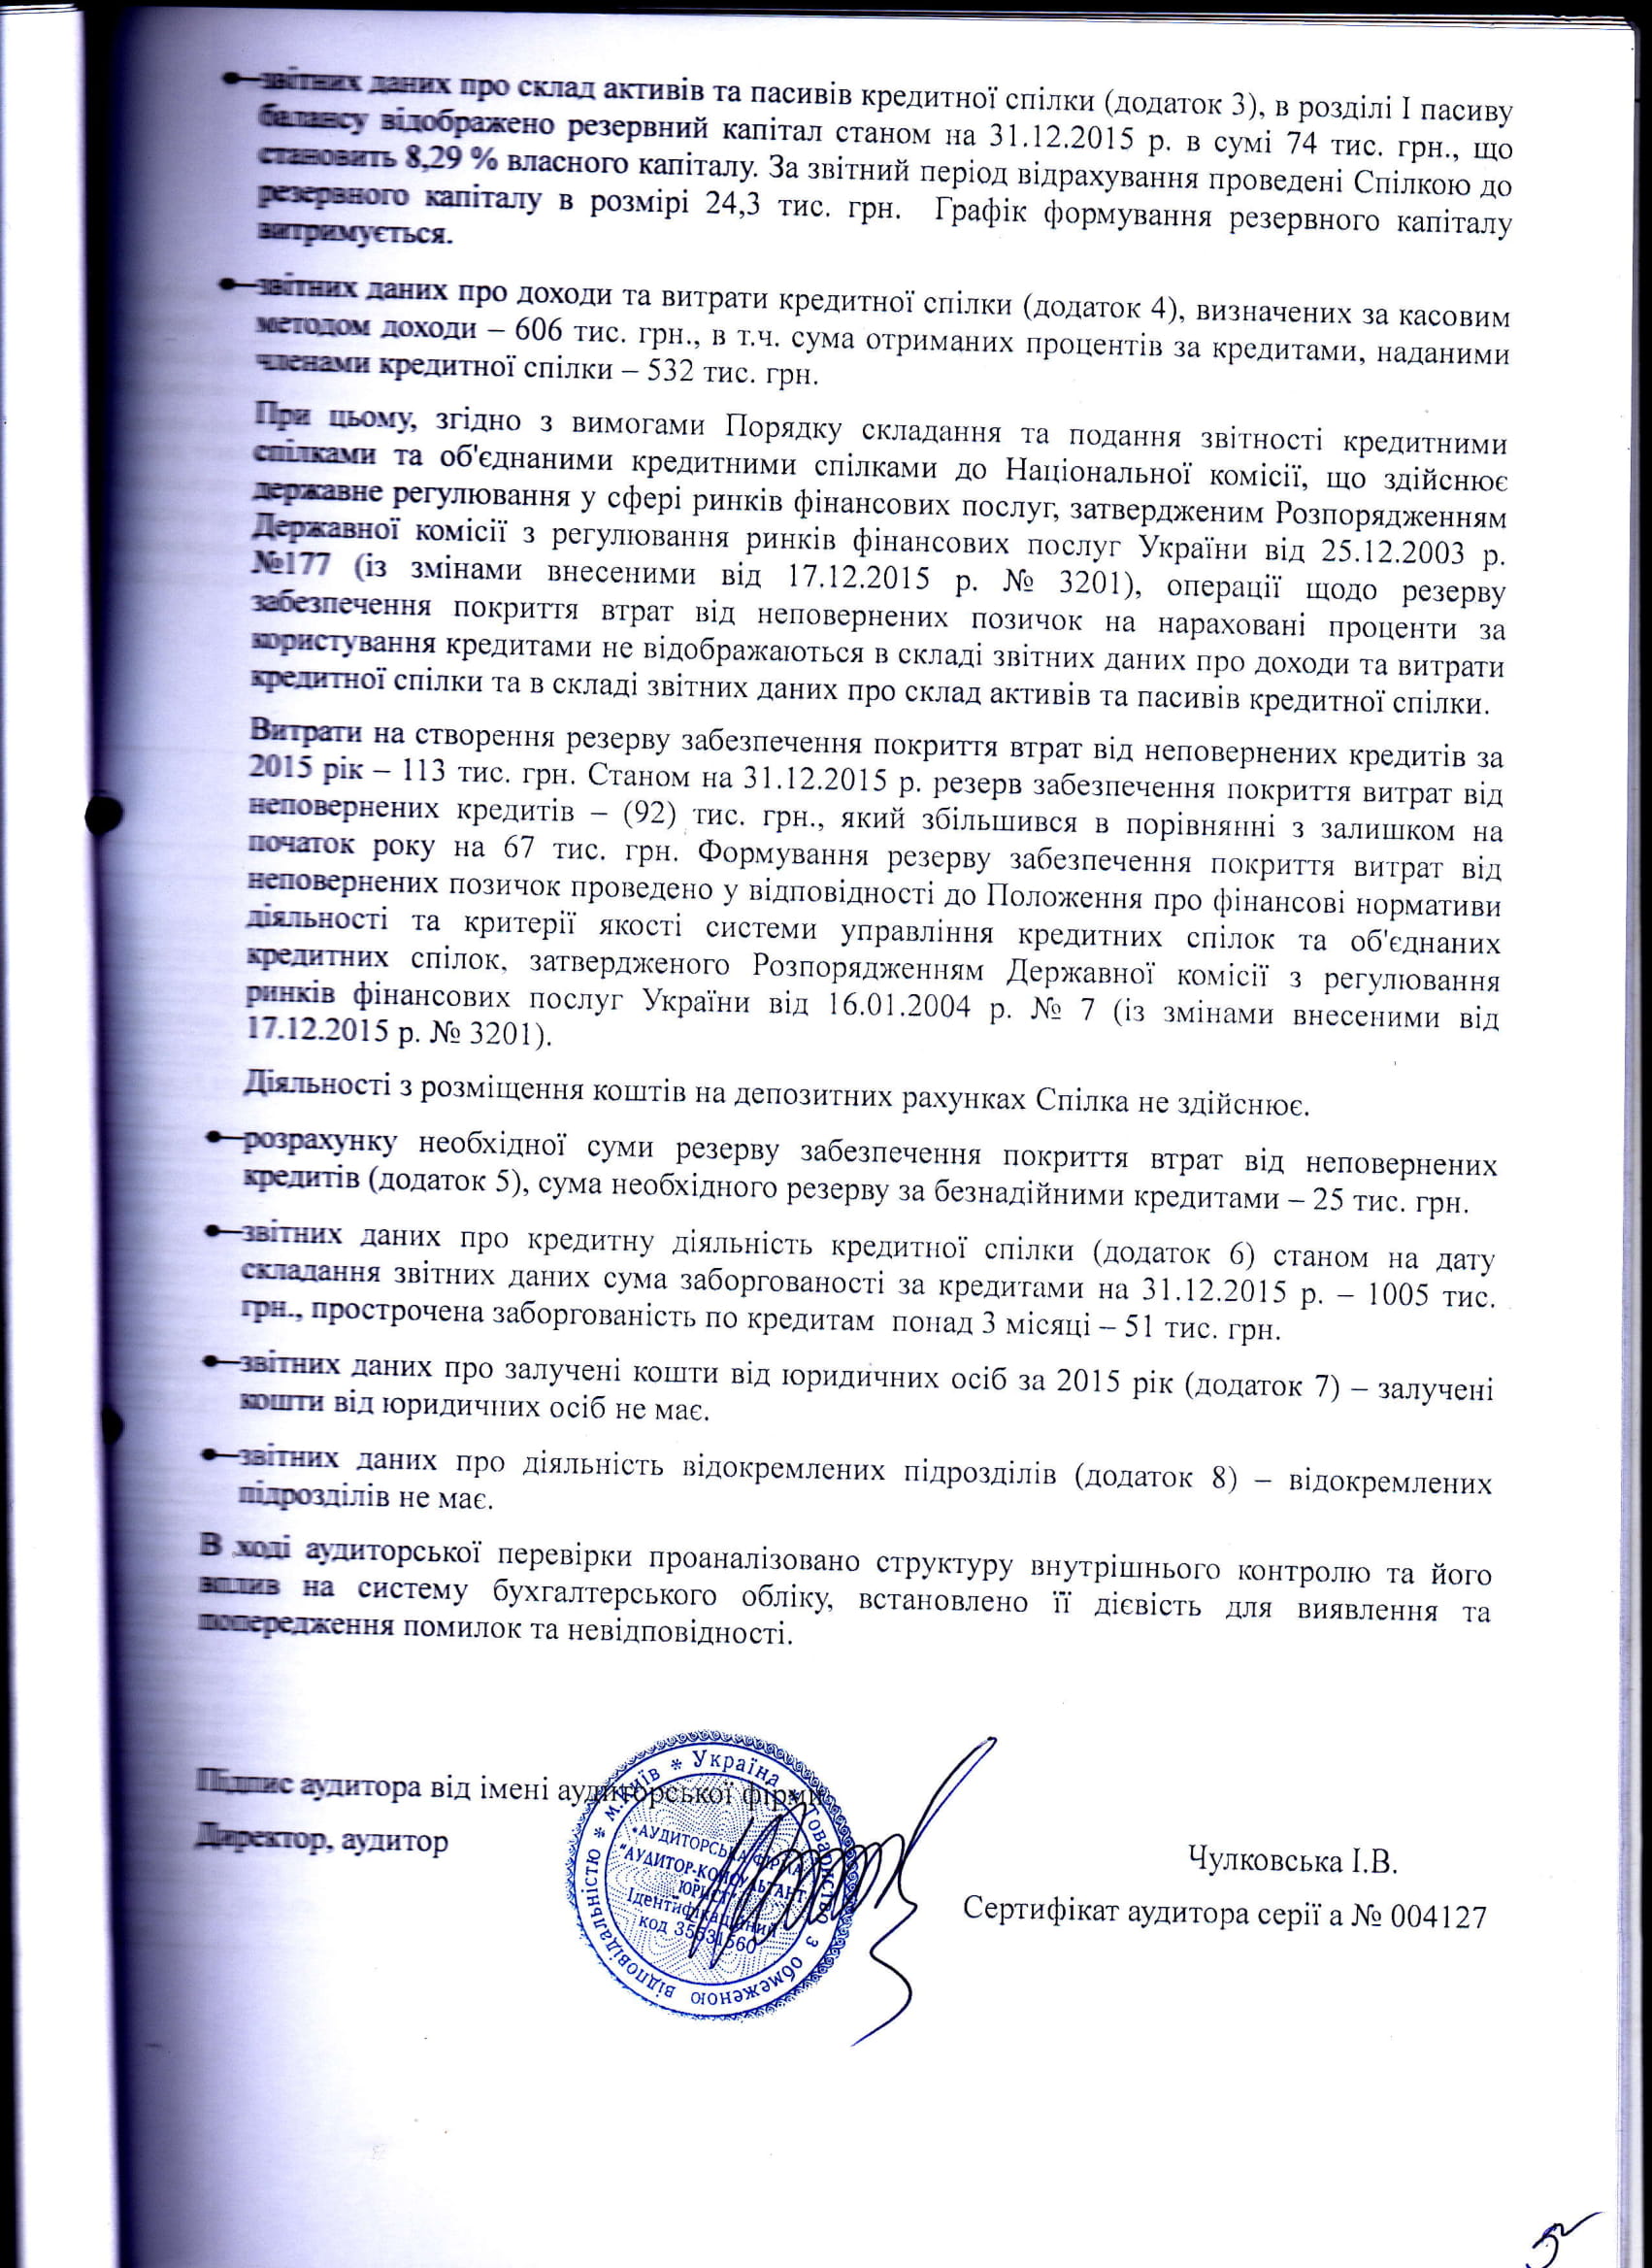 звітних даних про склад активів та пасивів кредитної спілки (додаток 3), в розділі I пасиву
балансу відображено резервний капітал станом на 31.12.2015 р. в сумі 74 тис. грн., що
становить 8,29 % власного капіталу. За звітний період відрахування проведені Спілкою до
резервного капіталу в розмірі 24,3 тис. грн. Графік формування резервного капіталу
витримується.
звітних даних про доходи та витрати кредитної спілки (додаток 4), визначених за касовим
методом доходи – 606 тис. грн., в т.ч. сума отриманих процентів за кредитами, наданими
членами кредитної спілки – 532 тис. грн.
При цьому, згідно з вимогами Порядку складання та подання звітності кредитними
спілками та об'єднаними кредитними спілками до Національної комісії, що здійснює
державне регулювання у сфері ринків фінансових послуг, затвердженим Розпорядженням
Державної комісії з регулювання ринків фінансових послуг України від 25.12.2003 р.
№177 (із змінами внесеними від 17.12.2015 р. № 3201), операції щодо резерву
забезпечення покриття втрат від неповернених позичок на нараховані проценти за
користування кредитами не відображаються в складі звітних даних про доходи та витрати
кредитної спілки та в складі звітних даних про склад активів та пасивів кредитної спілки.
Витрати на створення резерву забезпечення покриття втрат від неповернених кредитів за
2015 рік – 113 тис. грн. Станом на 31.12.2015 р. резерв забезпечення покриття витрат від
неповернених кредитів – (92) тис. грн., який збільшився в порівнянні з залишком на
початок року на 67 тис. грн. Формування резерву забезпечення покриття витрат від
неповернених позичок проведено у відповідності до Положення про фінансові нормативи
діяльності та критерії якості системи управління кредитних спілок та об'єднаних
кредитних спілок, затвердженого Розпорядженням Державної комісії з регулювання
ринків фінансових послуг України від 16.01.2004 р. № 7 (із змінами внесеними від
17.12.2015 р. № 3201).
Діяльності з розміщення коштів на депозитних рахунках Спілка не здійснює.
розрахунку необхідної суми резерву забезпечення покриття втрат від неповернених
кредитів (додаток 5), сума необхідного резерву за безнадійними кредитами – 25 тис. грн.
звітних даних про кредитну діяльність кредитної спілки (додаток 6) станом на дату
складання звітних даних сума заборгованості за кредитами на 31.12.2015 р. – 1005 тис.
грн., прострочена заборгованість по кредитам понад 3 місяці – 51 тис. грн.
звітних даних про залучені кошти від юридичних осіб за 2015 рік (додаток 7) – залучені
кошти від юридичних осіб не має.
звітних даних про діяльність відокремлених підрозділів (додаток 8) – відокремлених
підрозділів не має.
В ході аудиторської перевірки проаналізовано структуру внутрішнього контролю та його
вплив на систему бухгалтерського обліку, встановлено її дієвість для виявлення та
попередження помилок та невідповідності.
Підпис аудитора від імені аудиторської фірми
Директор, аудитор
Чулковська І.В.
Сертифікат аудитора серії а № 004127
м.Київ * Україна * Товариство з обмеженою відповідальністю *
АУДИТОРСЬКА ФІРМА
"АУДИТОР-КОНСУЛЬТАНТ-
ЮРИСТ"
Ідентифікаційний
код 35531560